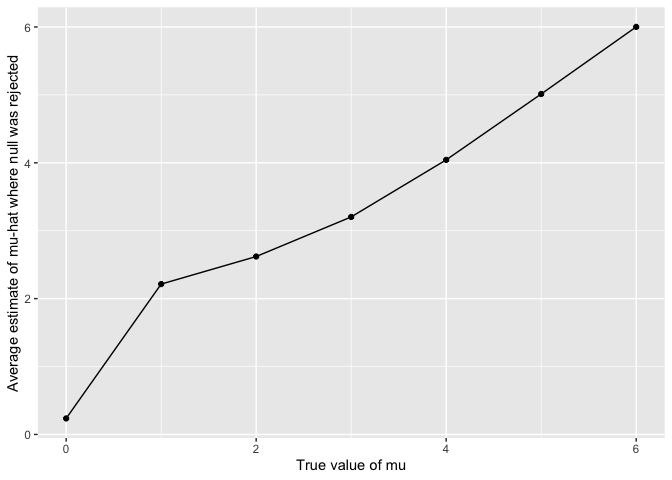 Average estimate of mu-hat where null was rejected
6
4
2
0
0 2 4 6
True value of mu